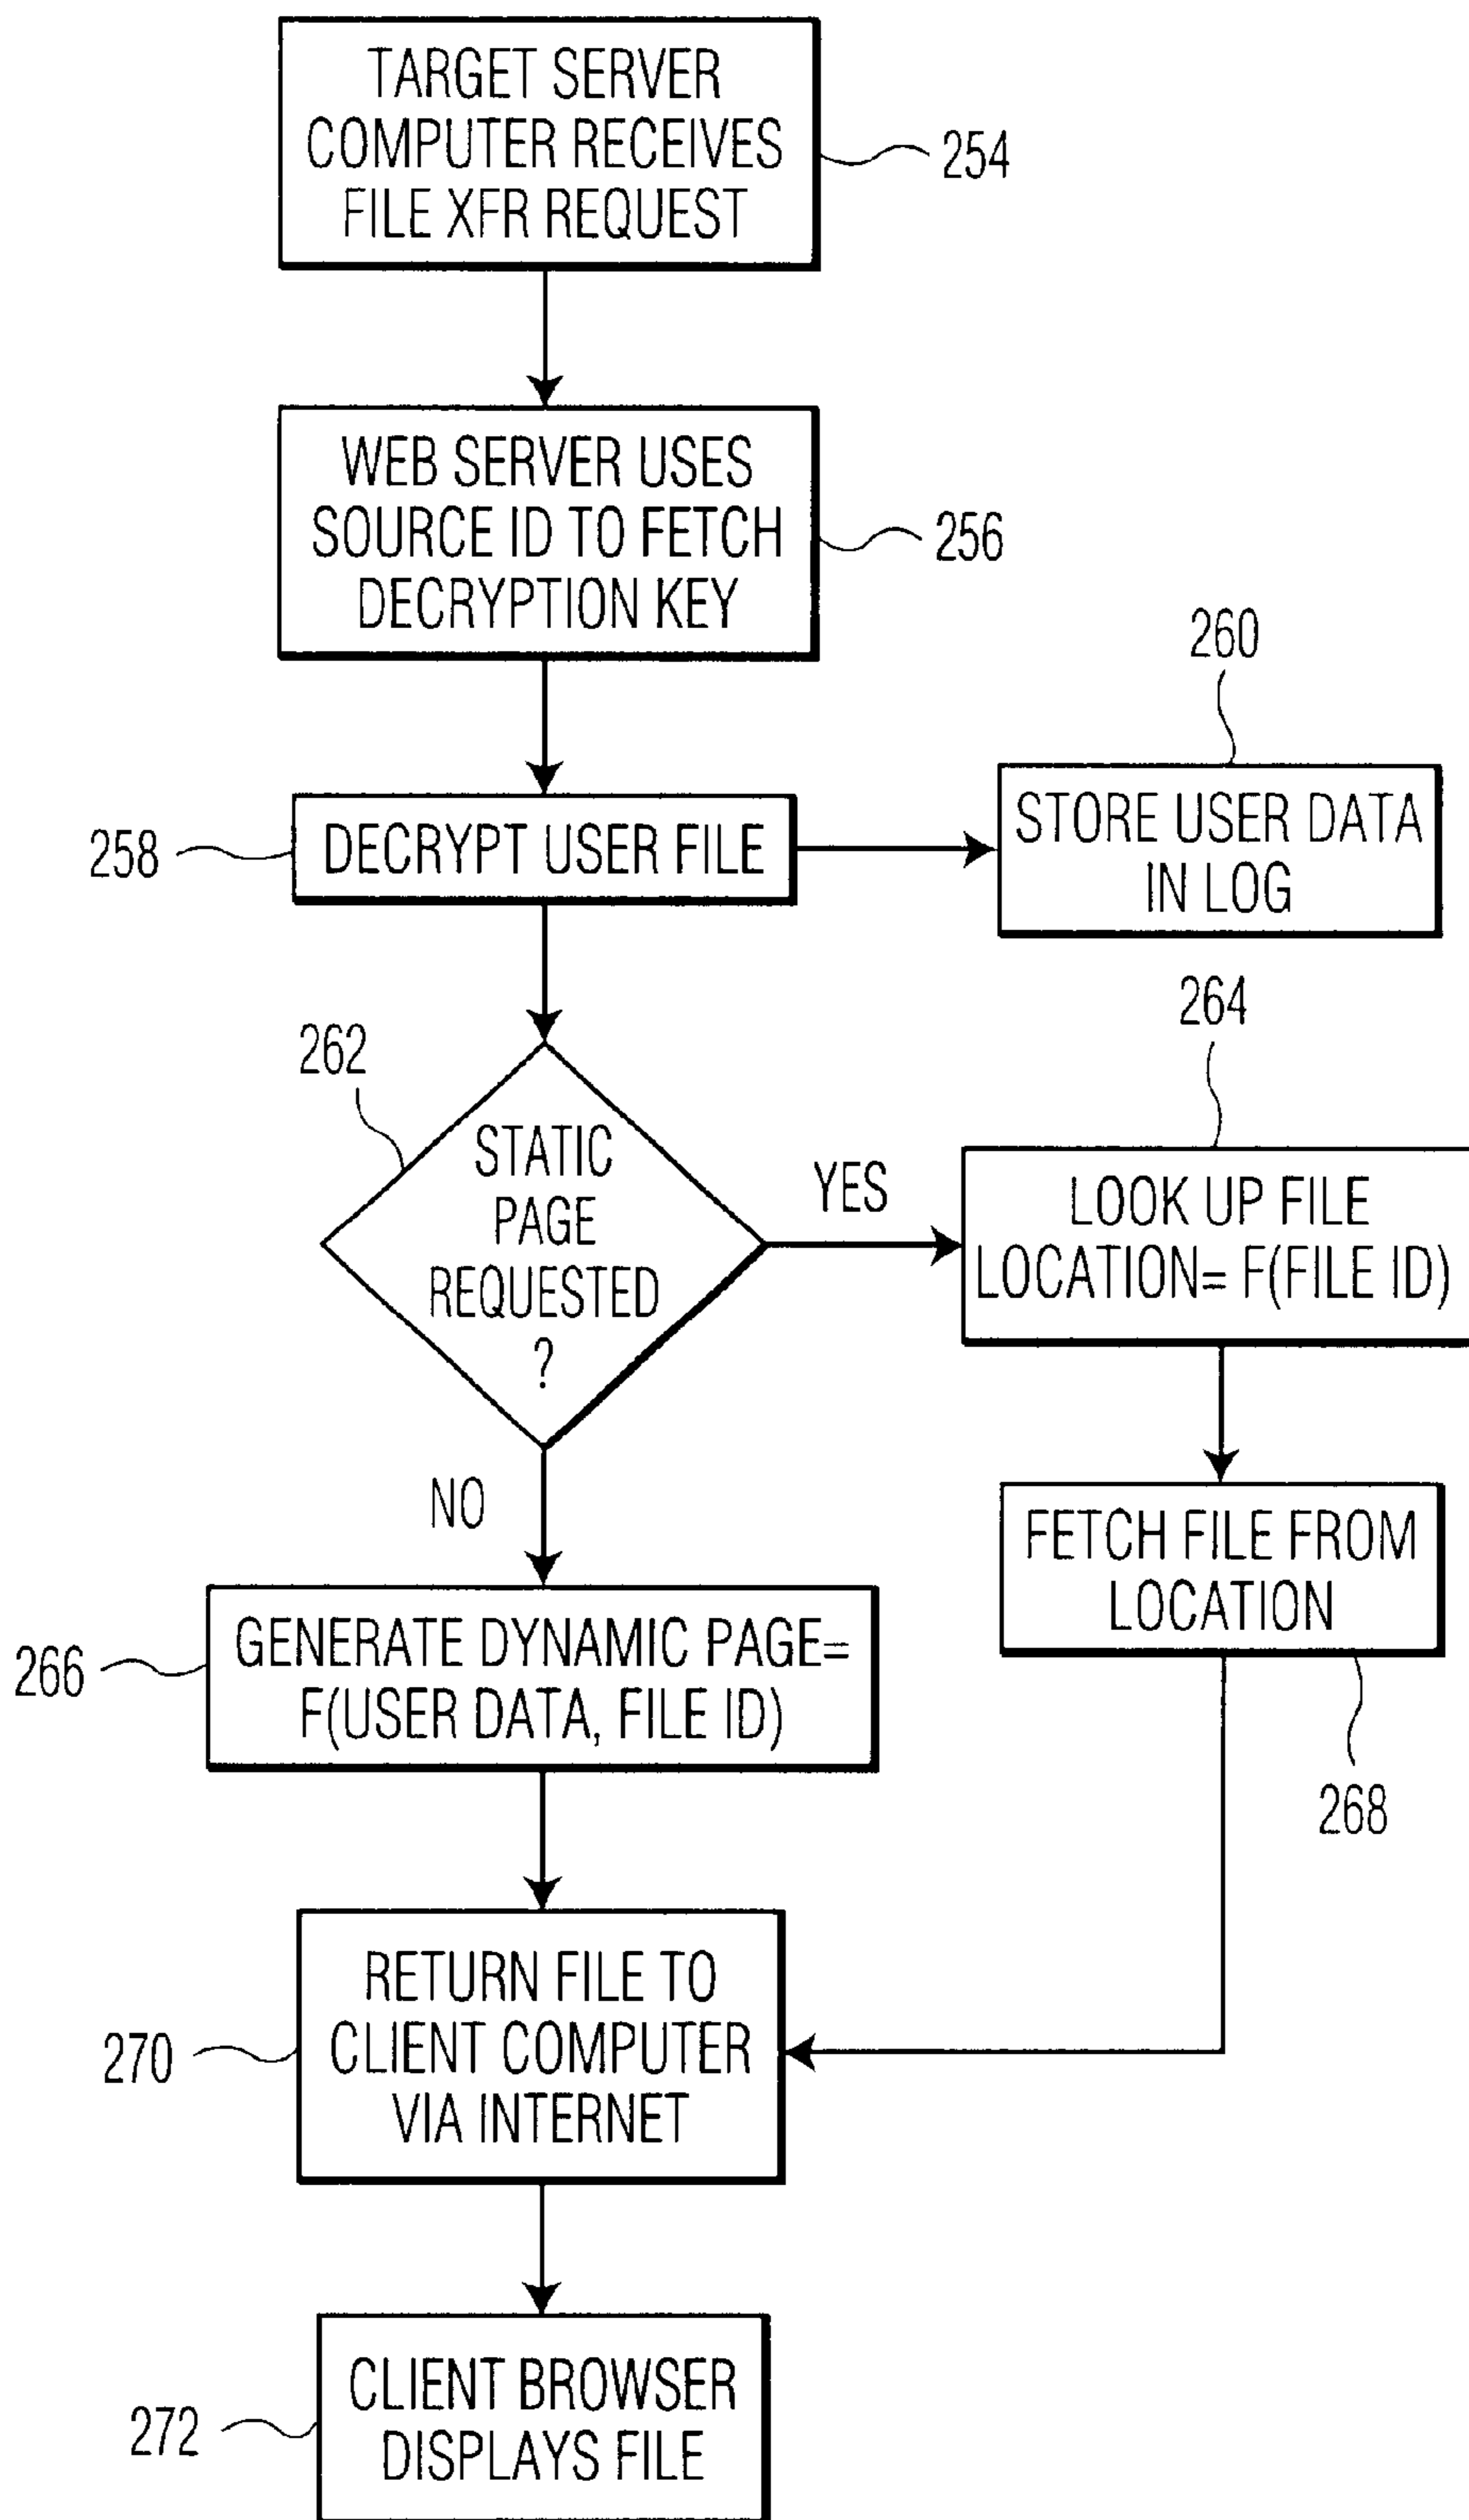 TARGET SERVER
COMPUTER RECEIVES
FILE XFR REQUEST
254
WEB SERVER USES
SOURCE ID TO FETCH
DECRYPTION KEY
256
260
258
DECRYPT USER FILE
STORE USER DATA
IN LOG
264
262
STATIC
PAGE
REQUESTED
?
YES
LOOK UP FILE
LOCATION= F(FILE ID)
NO
FETCH FILE FROM
LOCATION
266
GENERATE DYNAMIC PAGE=
F(USER DATA, FILE ID)
268
270
RETURN FILE TO
CLIENT COMPUTER
VIA INTERNET
272
CLIENT BROWSER
DISPLAYS FILE